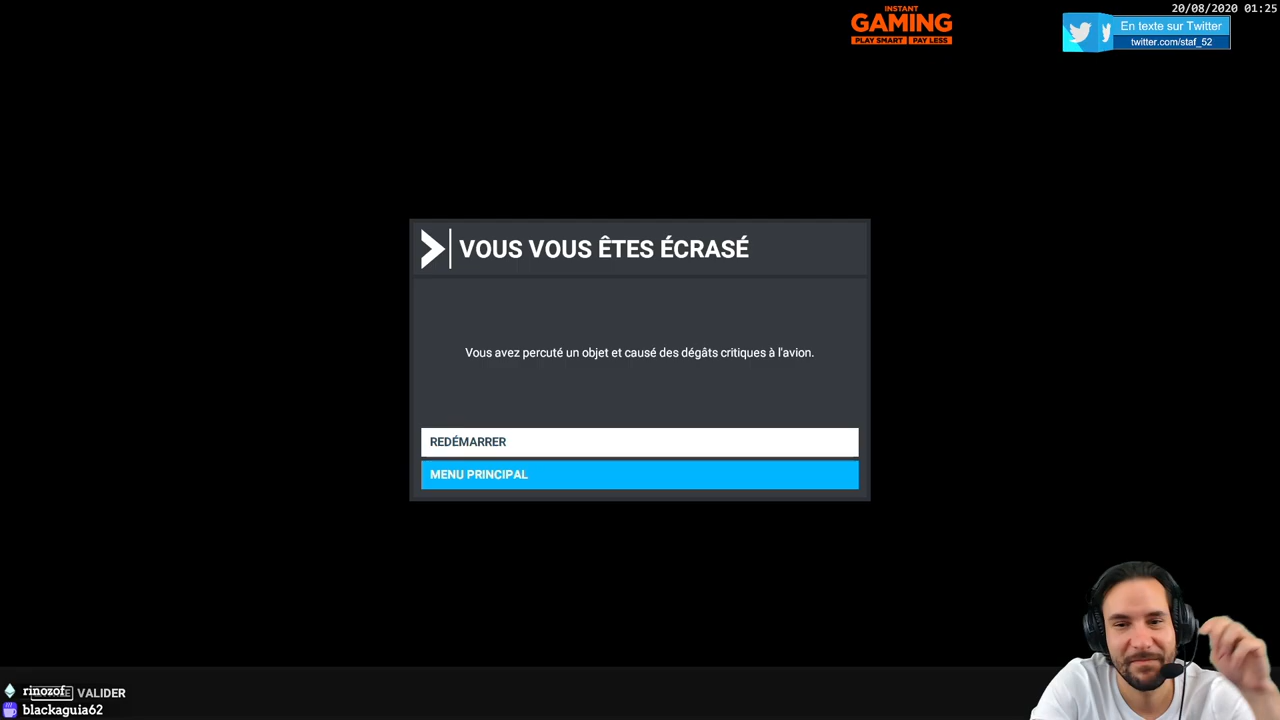 20/08/2020 01:25
INSTANT
GAMING
PLAY SMART PAY LESS
En texte sur Twitter
twitter.com/staf_52
VOUS VOUS ÊTES ÉCRASÉ
Vous avez percuté un objet et causé des dégâts critiques à l'avion.
REDÉMARRER
MENU PRINCIPAL
rinozof
VALIDER
blackaguia62